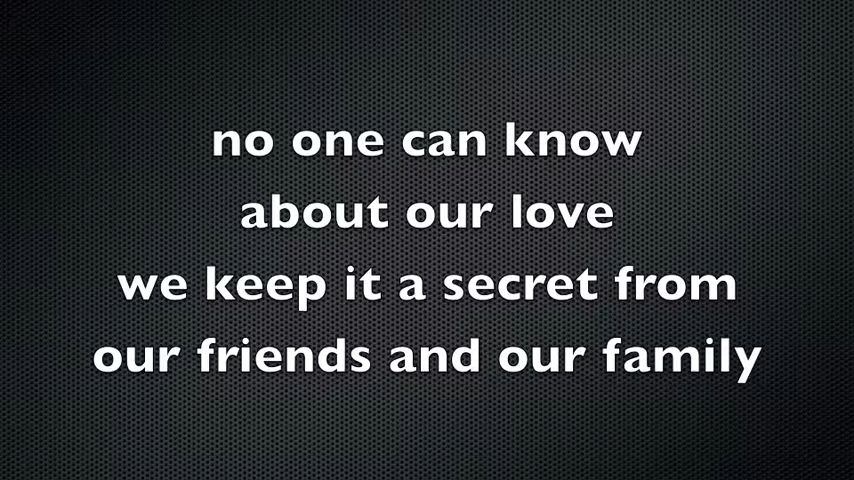 no one can know
about our love
we keep it a secret from
our friends and our family